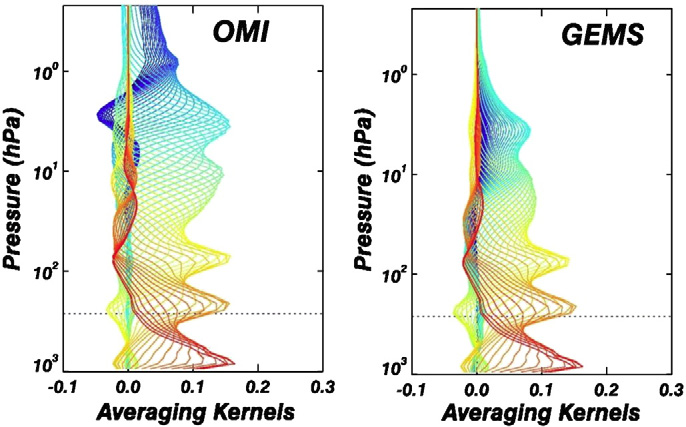 OMI
GEMS
Pressure (hPa)
10⁰
10¹
10²
10³
-0.1 0.0 0.1 0.2 0.3
Averaging Kernels
Pressure (hPa)
10⁰
10¹
10²
10³
-0.1 0.0 0.1 0.2 0.3
Averaging Kernels